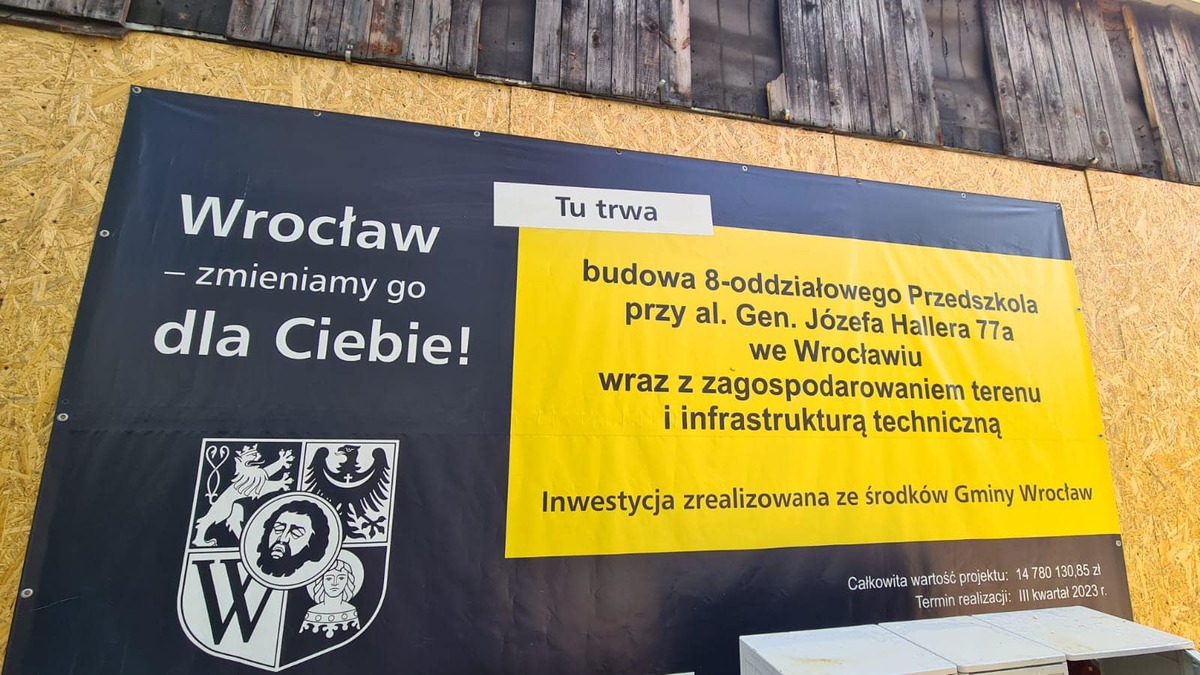 Wrocław
– zmieniamy go
dla Ciebie!
Tu trwa
budowa 8-oddziałowego Przedszkola
przy al. Gen. Józefa Hallera 77a
we Wrocławiu
wraz z zagospodarowaniem terenu
i infrastrukturą techniczną
Inwestycja zrealizowana ze środków Gminy Wrocław
W
Całkowita wartość projektu: 14 780 130,85 zł
Termin realizacji: III kwartał 2023 r.